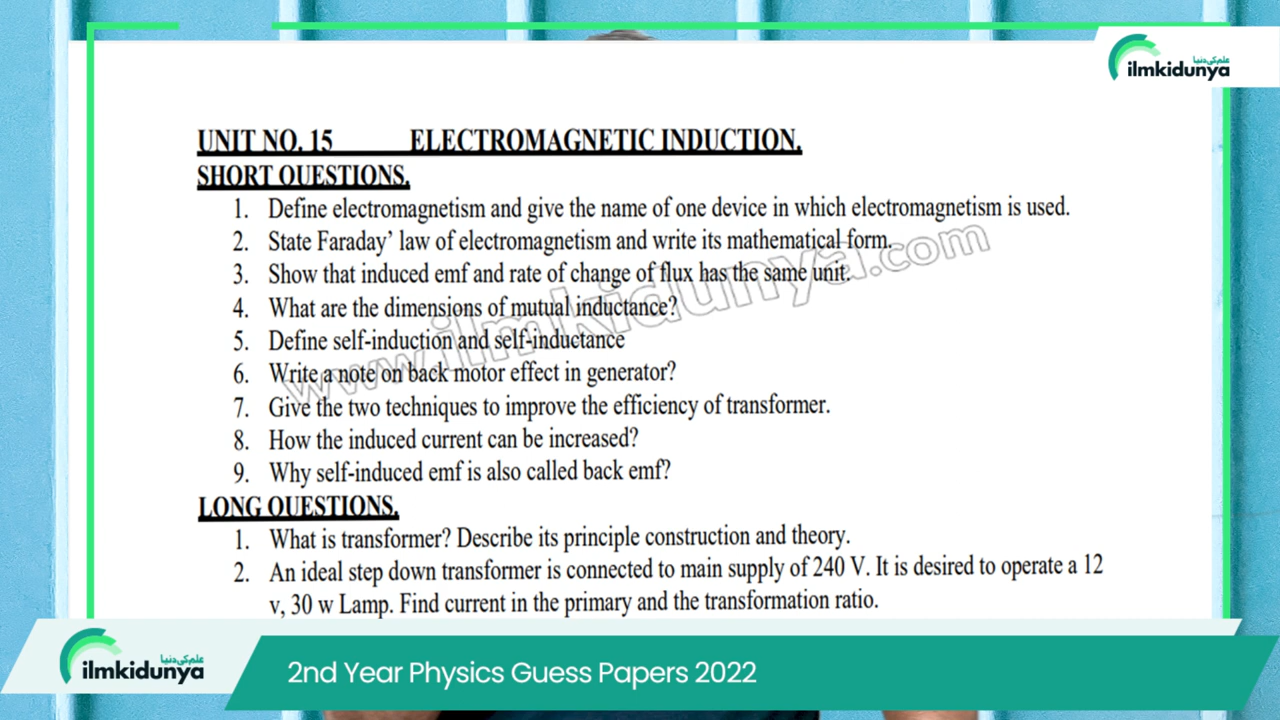 علم کی دنیا
ilmkidunya
UNIT NO. 15 ELECTROMAGNETIC INDUCTION.
SHORT QUESTIONS.
1. Define electromagnetism and give the name of one device in which electromagnetism is used.
2. State Faraday’ law of electromagnetism and write its mathematical form.
3. Show that induced emf and rate of change of flux has the same unit.
4. What are the dimensions of mutual inductance?
5. Define self-induction and self-inductance
6. Write a note on back motor effect in generator?
7. Give the two techniques to improve the efficiency of transformer.
8. How the induced current can be increased?
9. Why self-induced emf is also called back emf?
www.ilmkidunya.com
LONG QUESTIONS.
1. What is transformer? Describe its principle construction and theory.
2. An ideal step down transformer is connected to main supply of 240 V. It is desired to operate a 12
v, 30 w Lamp. Find current in the primary and the transformation ratio.
علم کی دنیا
ilmkidunya
2nd Year Physics Guess Papers 2022